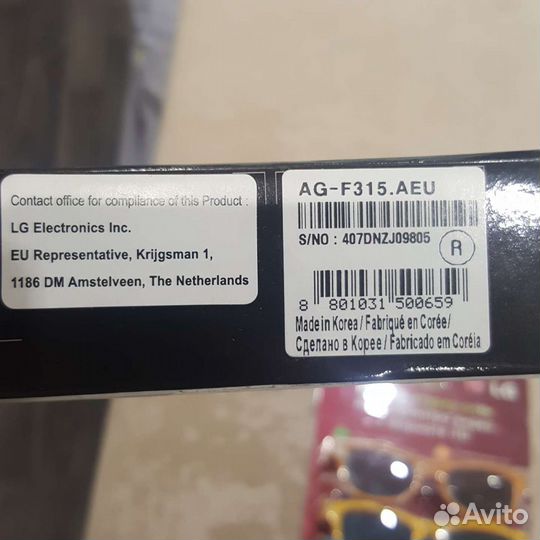 Contact office for compliance of this Product :
LG Electronics Inc.
EU Representative, Krijgsman 1,
1186 DM Amstelveen, The Netherlands
AG-F315.AEU
S/NO : 407DNZJ09805
R
8 801031 500659
Made in Korea / Fabriqué en Corée/
Сделано в Корее / Fabricado em Coréia
LG
Avito